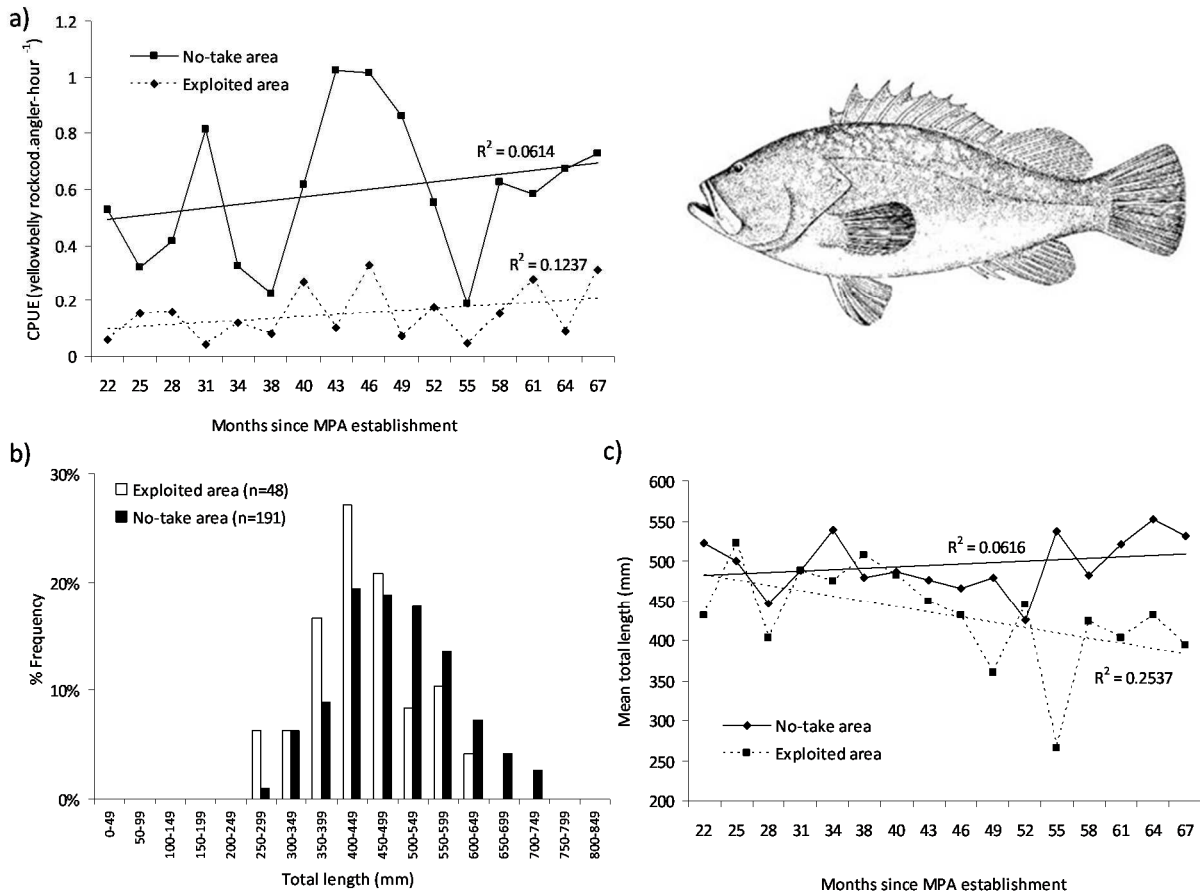 a)
1.2
1
0.8
0.6
0.4
0.2
0
CPUE (yellowbelly rockcod.angler-hour ⁻¹)
No-take area
Exploited area
R² = 0.0614
R² = 0.1237
22 25 28 31 34 38 40 43 46 49 52 55 58 61 64 67
Months since MPA establishment
b)
30%
20%
10%
0%
% Frequency
Exploited area (n=48)
No-take area (n=191)
0-49 50-99 100-149 150-199 200-249 250-299 300-349 350-399 400-449 450-499 500-549 550-599 600-649 650-699 700-749 750-799 800-849
Total length (mm)
c)
600
550
500
450
400
350
300
250
200
Mean total length (mm)
R² = 0.0616
R² = 0.2537
No-take area
Exploited area
22 25 28 31 34 38 40 43 46 49 52 55 58 61 64 67
Months since MPA establishment